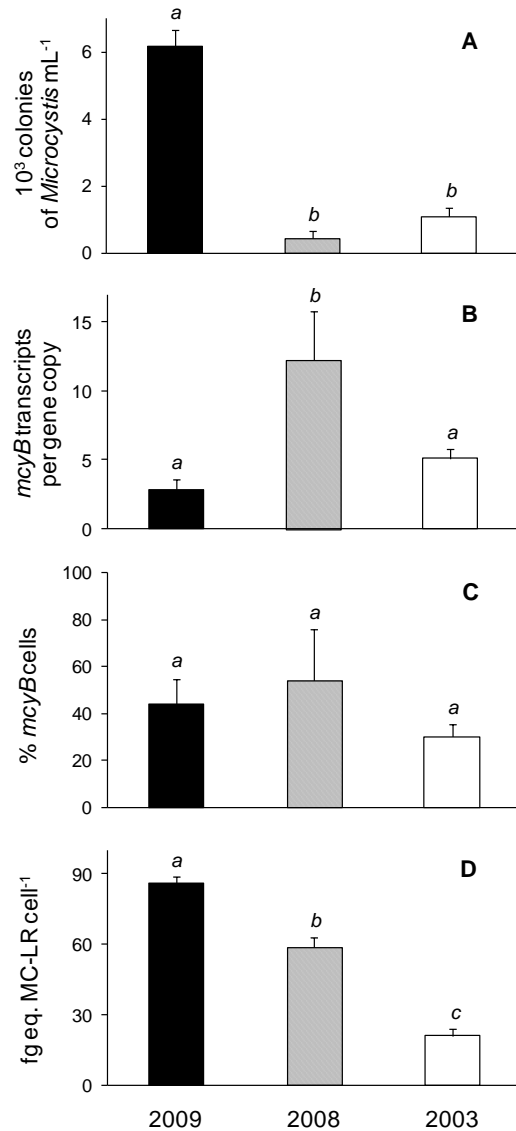 A
10³ colonies
of Microcystis mL⁻¹
6
4
2
0
a
b
b
B
mcyB transcripts
per gene copy
15
10
5
0
a
b
a
C
% mcyB cells
100
80
60
40
20
0
a
a
a
D
fg eq. MC-LR cell⁻¹
90
60
30
0
a
b
c
2009 2008 2003